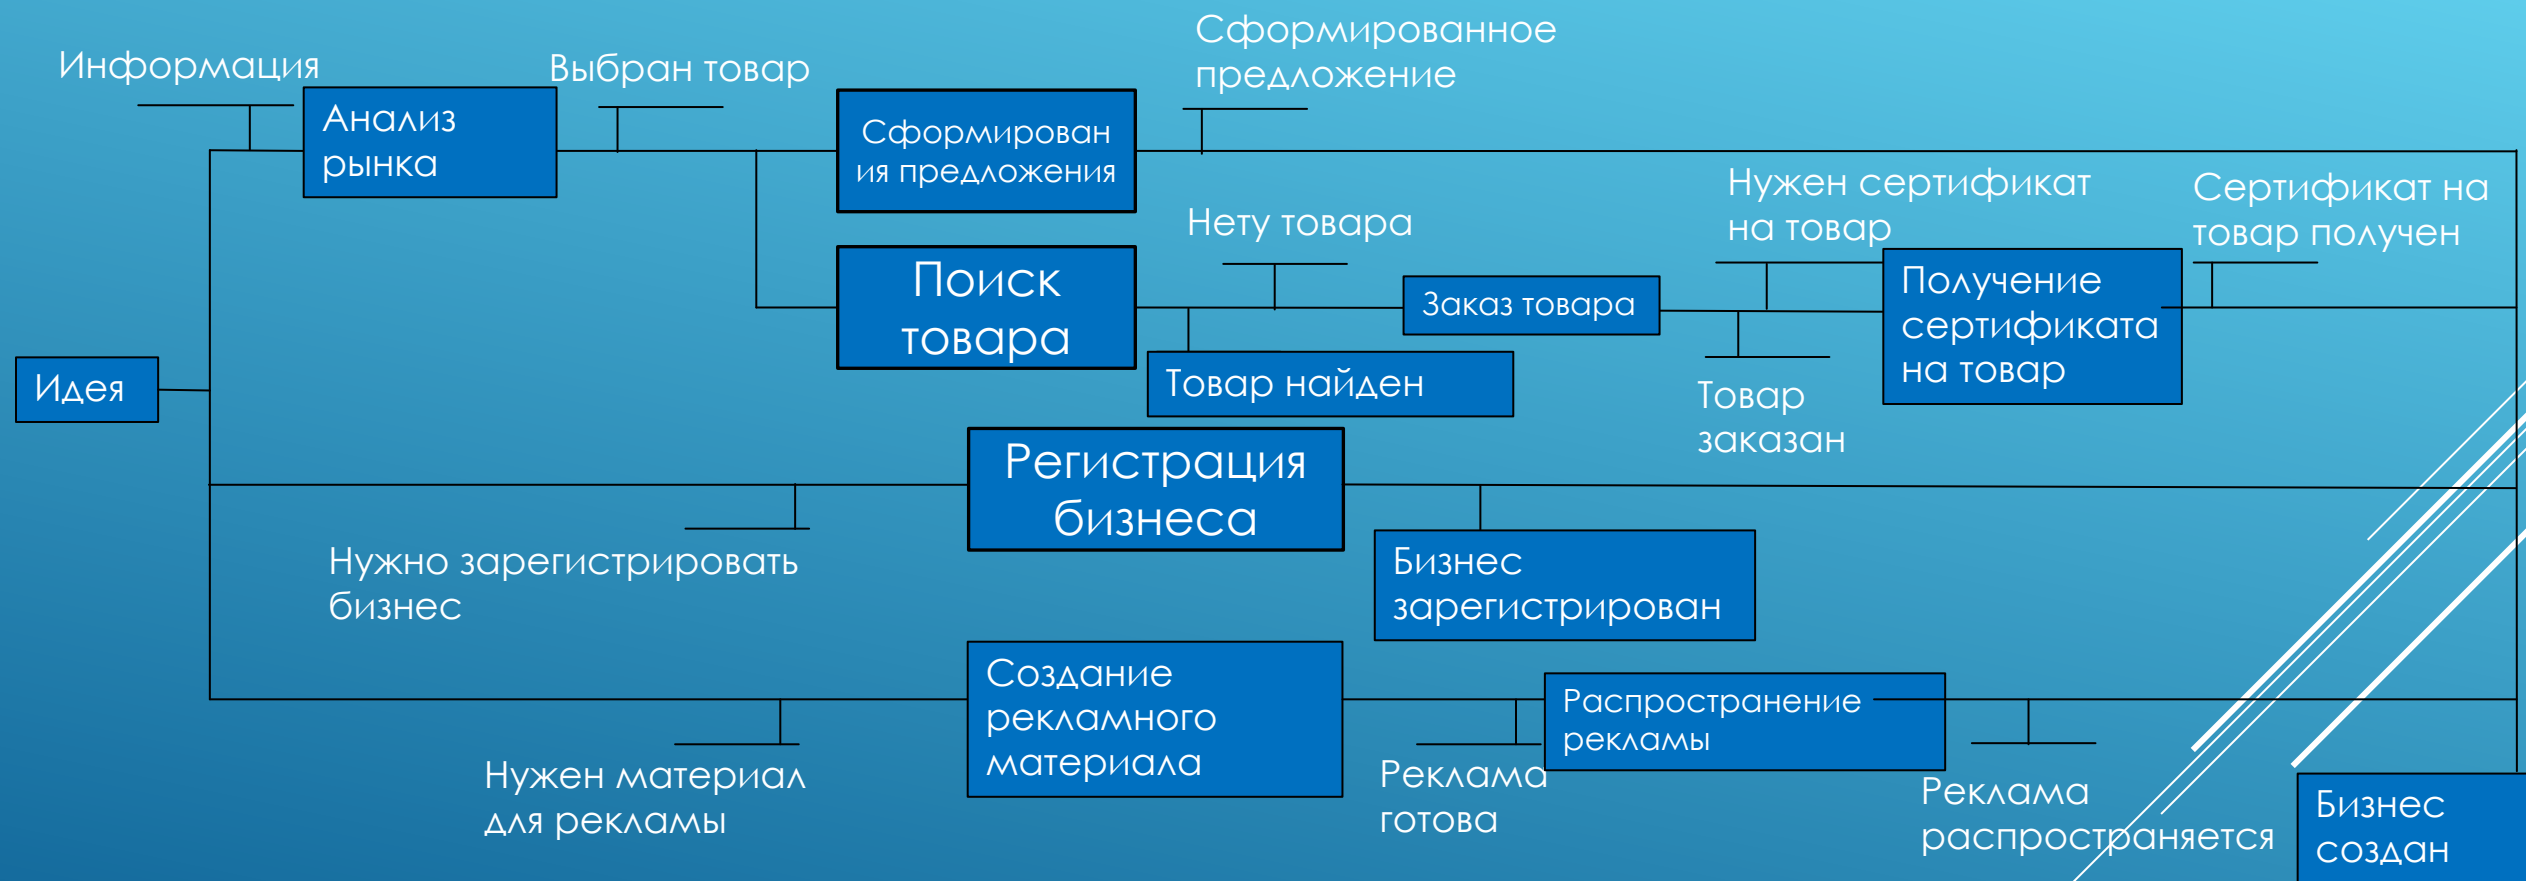 Информация
Анализ
рынка
Выбран товар
Сформирован
ия предложения
Сформированное
предложение
Поиск
товара
Нету товара
Товар найден
Заказ товара
Нужен сертификат
на товар
Товар
заказан
Получение
сертификата
на товар
Сертификат на
товар получен
Идея
Нужно зарегистрировать
бизнес
Регистрация
бизнеса
Бизнес
зарегистрирован
Нужен материал
для рекламы
Создание
рекламного
материала
Реклама
готова
Распространение
рекламы
Реклама
распространяется
Бизнес
создан